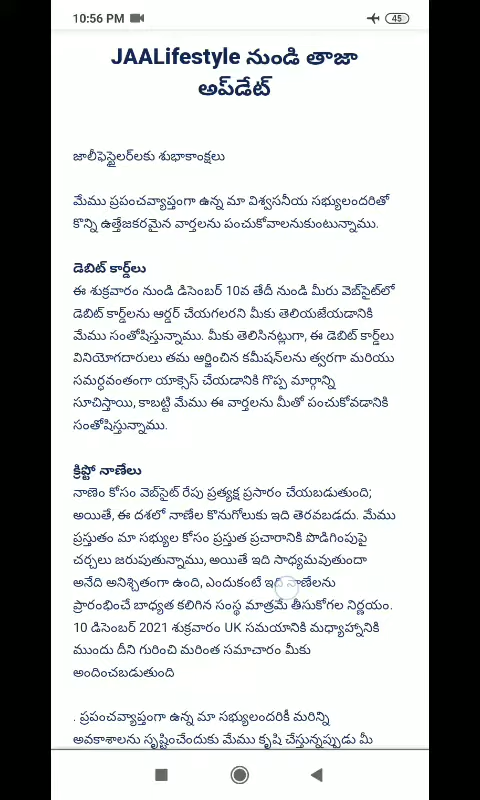 10:56 PM
45
JAALifestyle నుండి తాజా
అప్‌డేట్
జాలీఫెస్టైలర్‌లకు శుభాకాంక్షలు
మేము ప్రపంచవ్యాప్తంగా ఉన్న మా విశ్వసనీయ సభ్యులందరితో
కొన్ని ఉత్తేజకరమైన వార్తలను పంచుకోవాలనుకుంటున్నాము.
డెబిట్ కార్డ్‌లు
ఈ శుక్రవారం నుండి డిసెంబర్ 10వ తేదీ నుండి మీరు వెబ్‌సైట్‌లో
డెబిట్ కార్డ్‌లను ఆర్డర్ చేయగలరని మీకు తెలియజేయడానికి
మేము సంతోషిస్తున్నాము. మీకు తెలిసినట్లుగా, ఈ డెబిట్ కార్డ్‌లు
వినియోగదారులు తమ ఆర్జించిన కమీషన్‌లను త్వరగా మరియు
సమర్ధవంతంగా యాక్సెస్ చేయడానికి గొప్ప మార్గాన్ని
సూచిస్తాయి, కాబట్టి మేము ఈ వార్తలను మీతో పంచుకోవడానికి
సంతోషిస్తున్నాము.
క్రిప్టో నాణేలు
నాణెం కోసం వెబ్‌సైట్ రేపు ప్రత్యక్ష ప్రసారం చేయబడుతుంది;
అయితే, ఈ దశలో నాణేల కొనుగోలుకు ఇది తెరవబడదు. మేము
ప్రస్తుతం మా సభ్యుల కోసం ప్రస్తుత ప్రచారానికి పొడిగింపుపై
చర్చలు జరుపుతున్నాము, అయితే ఇది సాధ్యమవుతుందా
అనేది అనిశ్చితంగా ఉంది, ఎందుకంటే ఇది నాణేలను
ప్రారంభించే బాధ్యత కలిగిన సంస్థ మాత్రమే తీసుకోగల నిర్ణయం.
10 డిసెంబర్ 2021 శుక్రవారం UK సమయానికి మధ్యాహ్నానికి
ముందు దీని గురించి మరింత సమాచారం మీకు
అందించబడుతుంది
. ప్రపంచవ్యాప్తంగా ఉన్న మా సభ్యులందరికీ మరిన్ని
అవకాశాలను సృష్టించేందుకు మేము కృషి చేస్తున్నప్పుడు మీ